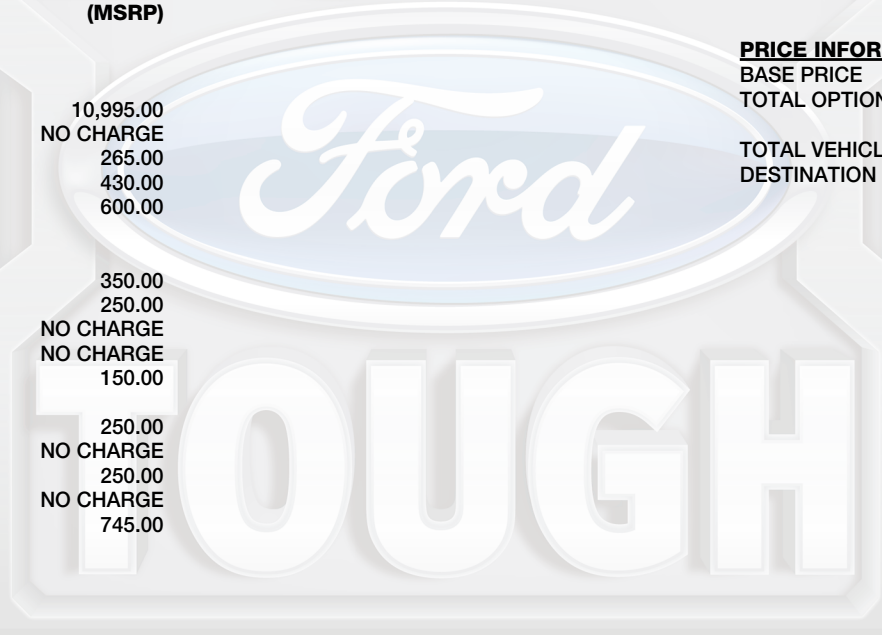 (MSRP)
10,995.00
NO CHARGE
265.00
430.00
600.00
350.00
250.00
NO CHARGE
NO CHARGE
150.00
250.00
NO CHARGE
250.00
NO CHARGE
745.00
PRICE INFOR
BASE PRICE
TOTAL OPTION
TOTAL VEHICL
DESTINATION
Ford
TOUGH